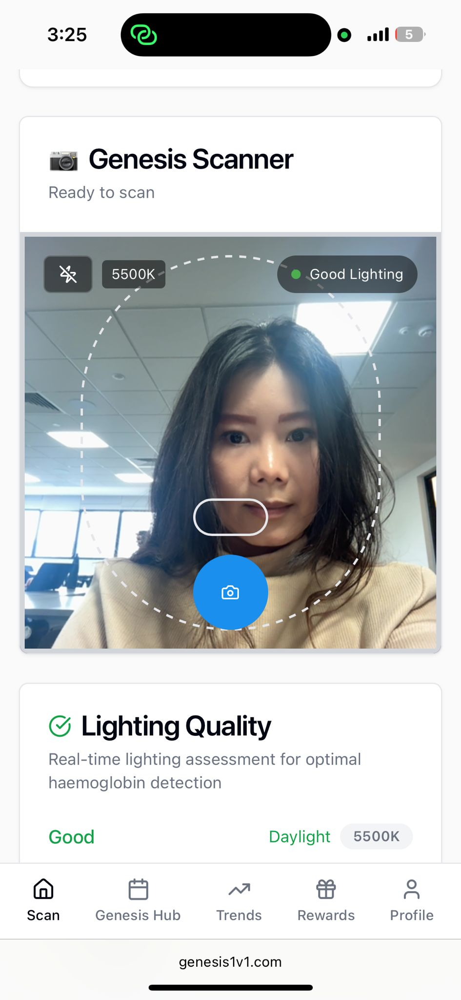 3:25
5
Genesis Scanner
Ready to scan
5500K
Good Lighting
Lighting Quality
Real-time lighting assessment for optimal
haemoglobin detection
Good
Daylight
5500K
Scan
Genesis Hub
Trends
Rewards
Profile
genesis1v1.com